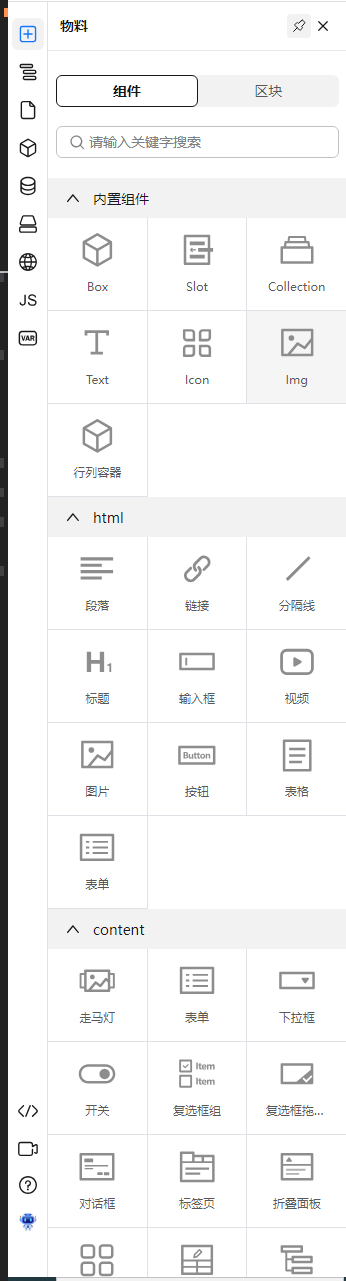 物料
组件 区块
请输入关键字搜索
内置组件
Box Slot Collection
Text Icon Img
行列容器
html
段落 链接 分隔线
H1
标题 输入框 视频
Button
图片 按钮 表格
表单
content
走马灯 表单 下拉框
Item
Item
开关 复选框组 复选框拖...
对话框 标签页 折叠面板
JS
VAR